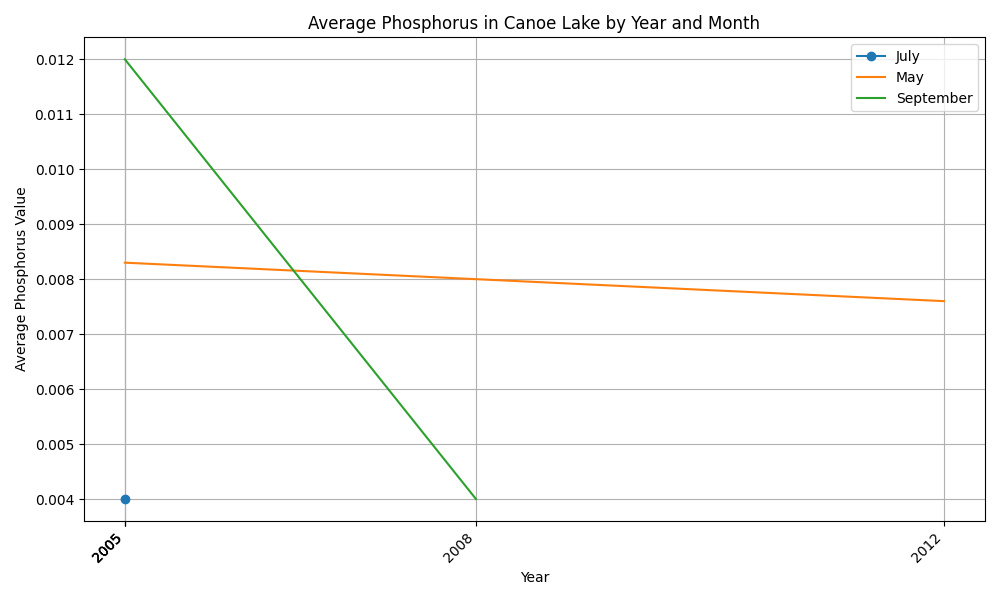 Average Phosphorus in Canoe Lake by Year and Month
July
May
September
Average Phosphorus Value
0.012
0.011
0.010
0.009
0.008
0.007
0.006
0.005
0.004
2005
2008
2012
Year